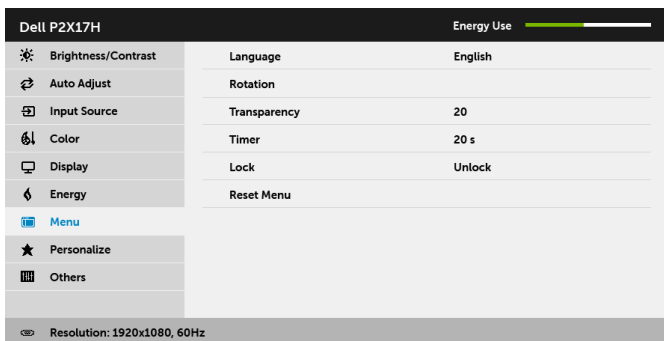 Dell P2X17H Energy Use
Brightness/Contrast Language English
Auto Adjust Rotation
Input Source Transparency 20
Color Timer 20 s
Display Lock Unlock
Energy Reset Menu
Menu
Personalize
Others
Resolution: 1920x1080, 60Hz